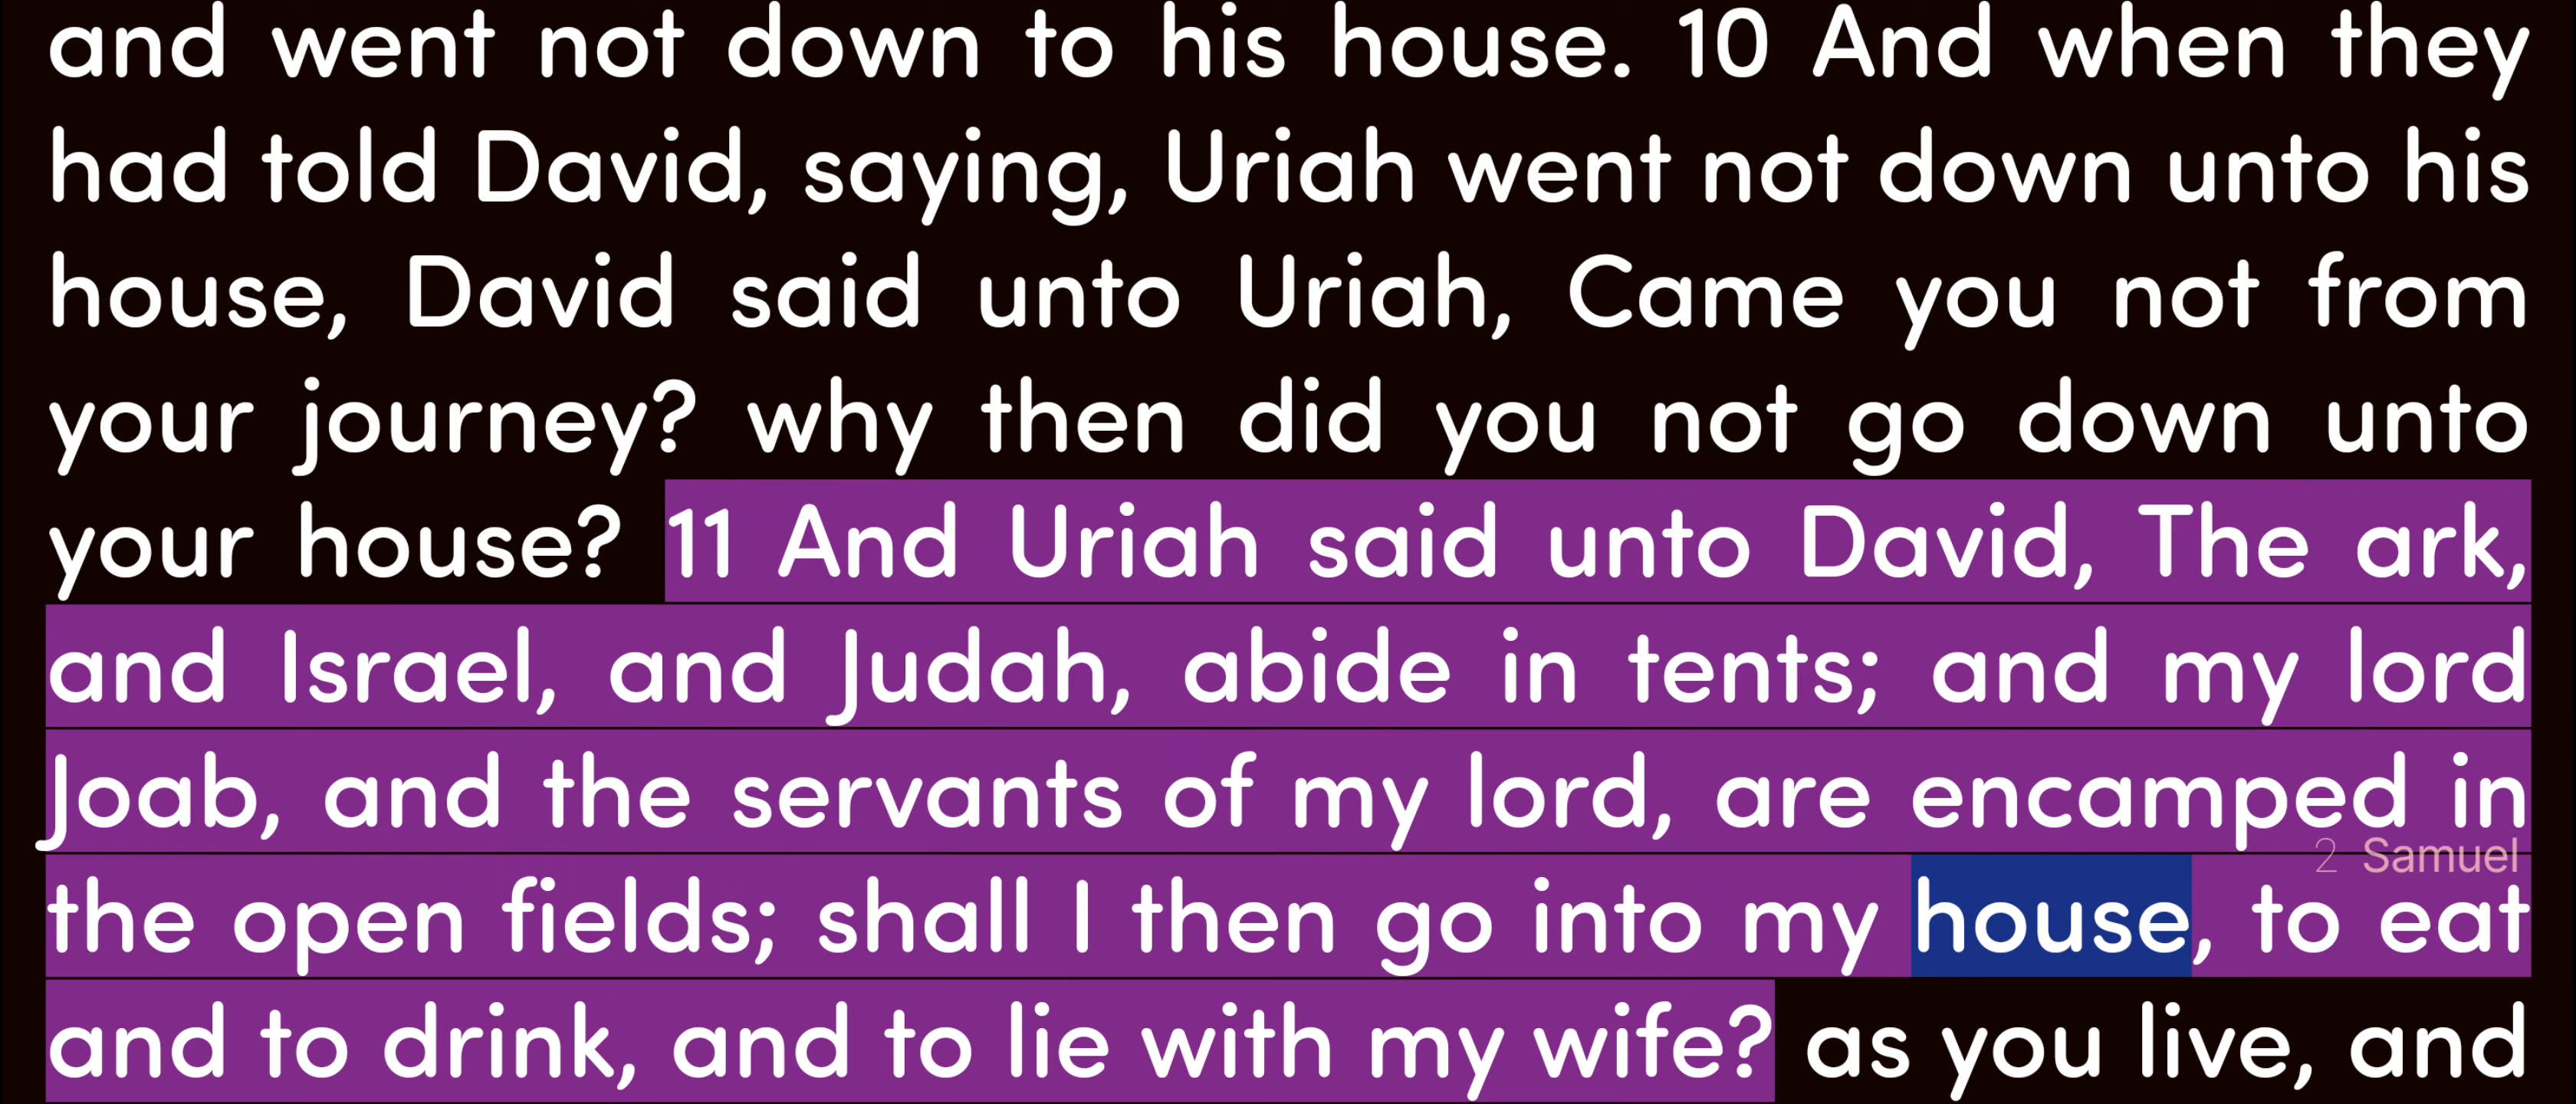 and went not down to his house. 10 And when they
had told David, saying, Uriah went not down unto his
house, David said unto Uriah, Came you not from
your journey? why then did you not go down unto
your house? 11 And Uriah said unto David, The ark,
and Israel, and Judah, abide in tents; and my lord
Joab, and the servants of my lord, are encamped in
2 Samuel
the open fields; shall I then go into my house, to eat
and to drink, and to lie with my wife? as you live, and